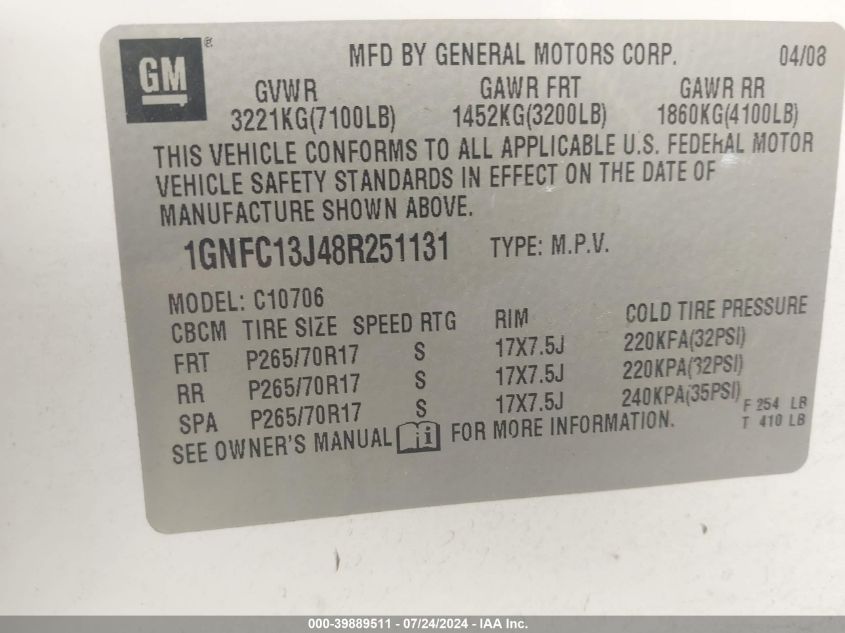 GM ® MFD BY GENERAL MOTORS CORP. 04/08
GVWR GAWR FRT GAWR RR
3221KG(7100LB) 1452KG(3200LB) 1860KG(4100LB)
THIS VEHICLE CONFORMS TO ALL APPLICABLE U.S. FEDERAL MOTOR
VEHICLE SAFETY STANDARDS IN EFFECT ON THE DATE OF
MANUFACTURE SHOWN ABOVE.
1GNFC13J48R251131 TYPE: M.P.V.
MODEL: C10706
CBCM TIRE SIZE SPEED RTG RIM COLD TIRE PRESSURE
FRT P265/70R17 S 17X7.5J 220KPA(32PSI)
RR P265/70R17 S 17X7.5J 220KPA(32PSI)
SPA P265/70R17 S 17X7.5J 240KPA(35PSI)
SEE OWNER'S MANUAL i FOR MORE INFORMATION. F 254 LB
T 410 LB
000-39889511 - 07/24/2024 - IAA Inc.